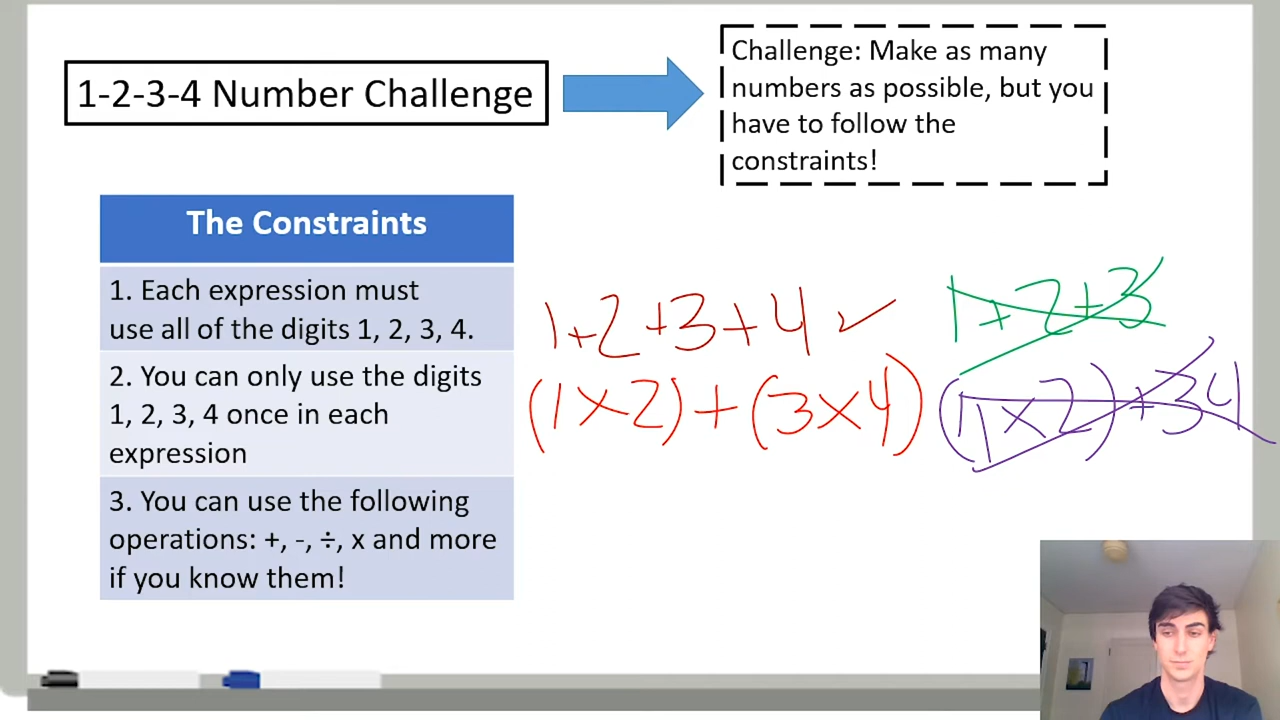 1-2-3-4 Number Challenge
Challenge: Make as many
numbers as possible, but you
have to follow the
constraints!
The Constraints
1. Each expression must
use all of the digits 1, 2, 3, 4.
2. You can only use the digits
1, 2, 3, 4 once in each
expression
3. You can use the following
operations: +, -, ÷, x and more
if you know them!
1+2+3+4 ✓
1+2+3
(1×2)+(3×4)
(11×2)+34